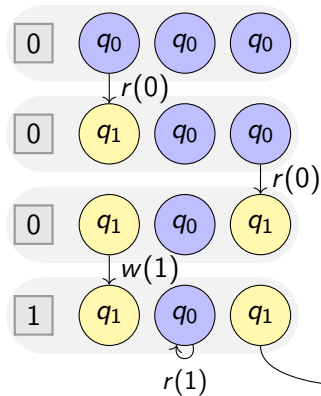 0 q₀ q₀ q₀
r(0)
0 q₁ q₀ q₀
r(0)
0 q₁ q₀ q₁
w(1)
1 q₁ q₀ q₁
r(1)